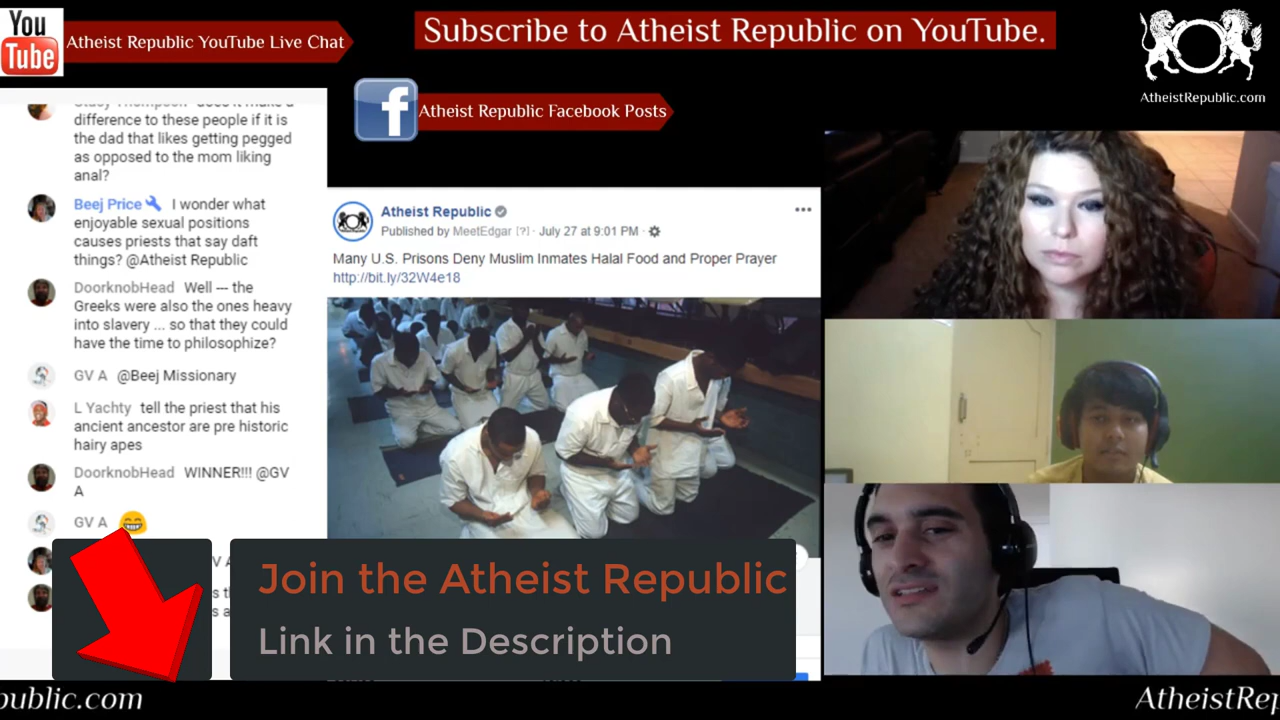 You
Tube
Atheist Republic YouTube Live Chat
Subscribe to Atheist Republic on YouTube.
AtheistRepublic.com
Atheist Republic Facebook Posts
Stacy Thompson does it make a
difference to these people if it is
the dad that likes getting pegged
as opposed to the mom liking
anal?
Beej Price I wonder what
enjoyable sexual positions
causes priests that say daft
things? @Atheist Republic
DoorknobHead Well --- the
Greeks were also the ones heavy
into slavery ... so that they could
have the time to philosophize?
GV A @Beej Missionary
L Yachty tell the priest that his
ancient ancestor are pre historic
hairy apes
DoorknobHead WINNER!!! @GV
A
GV A
Atheist Republic
Published by MeetEdgar [?] · July 27 at 9:01 PM ·
Many U.S. Prisons Deny Muslim Inmates Halal Food and Proper Prayer
http://bit.ly/32W4e18
f
Join the Atheist Republic
Link in the Description
public.com
AtheistRep